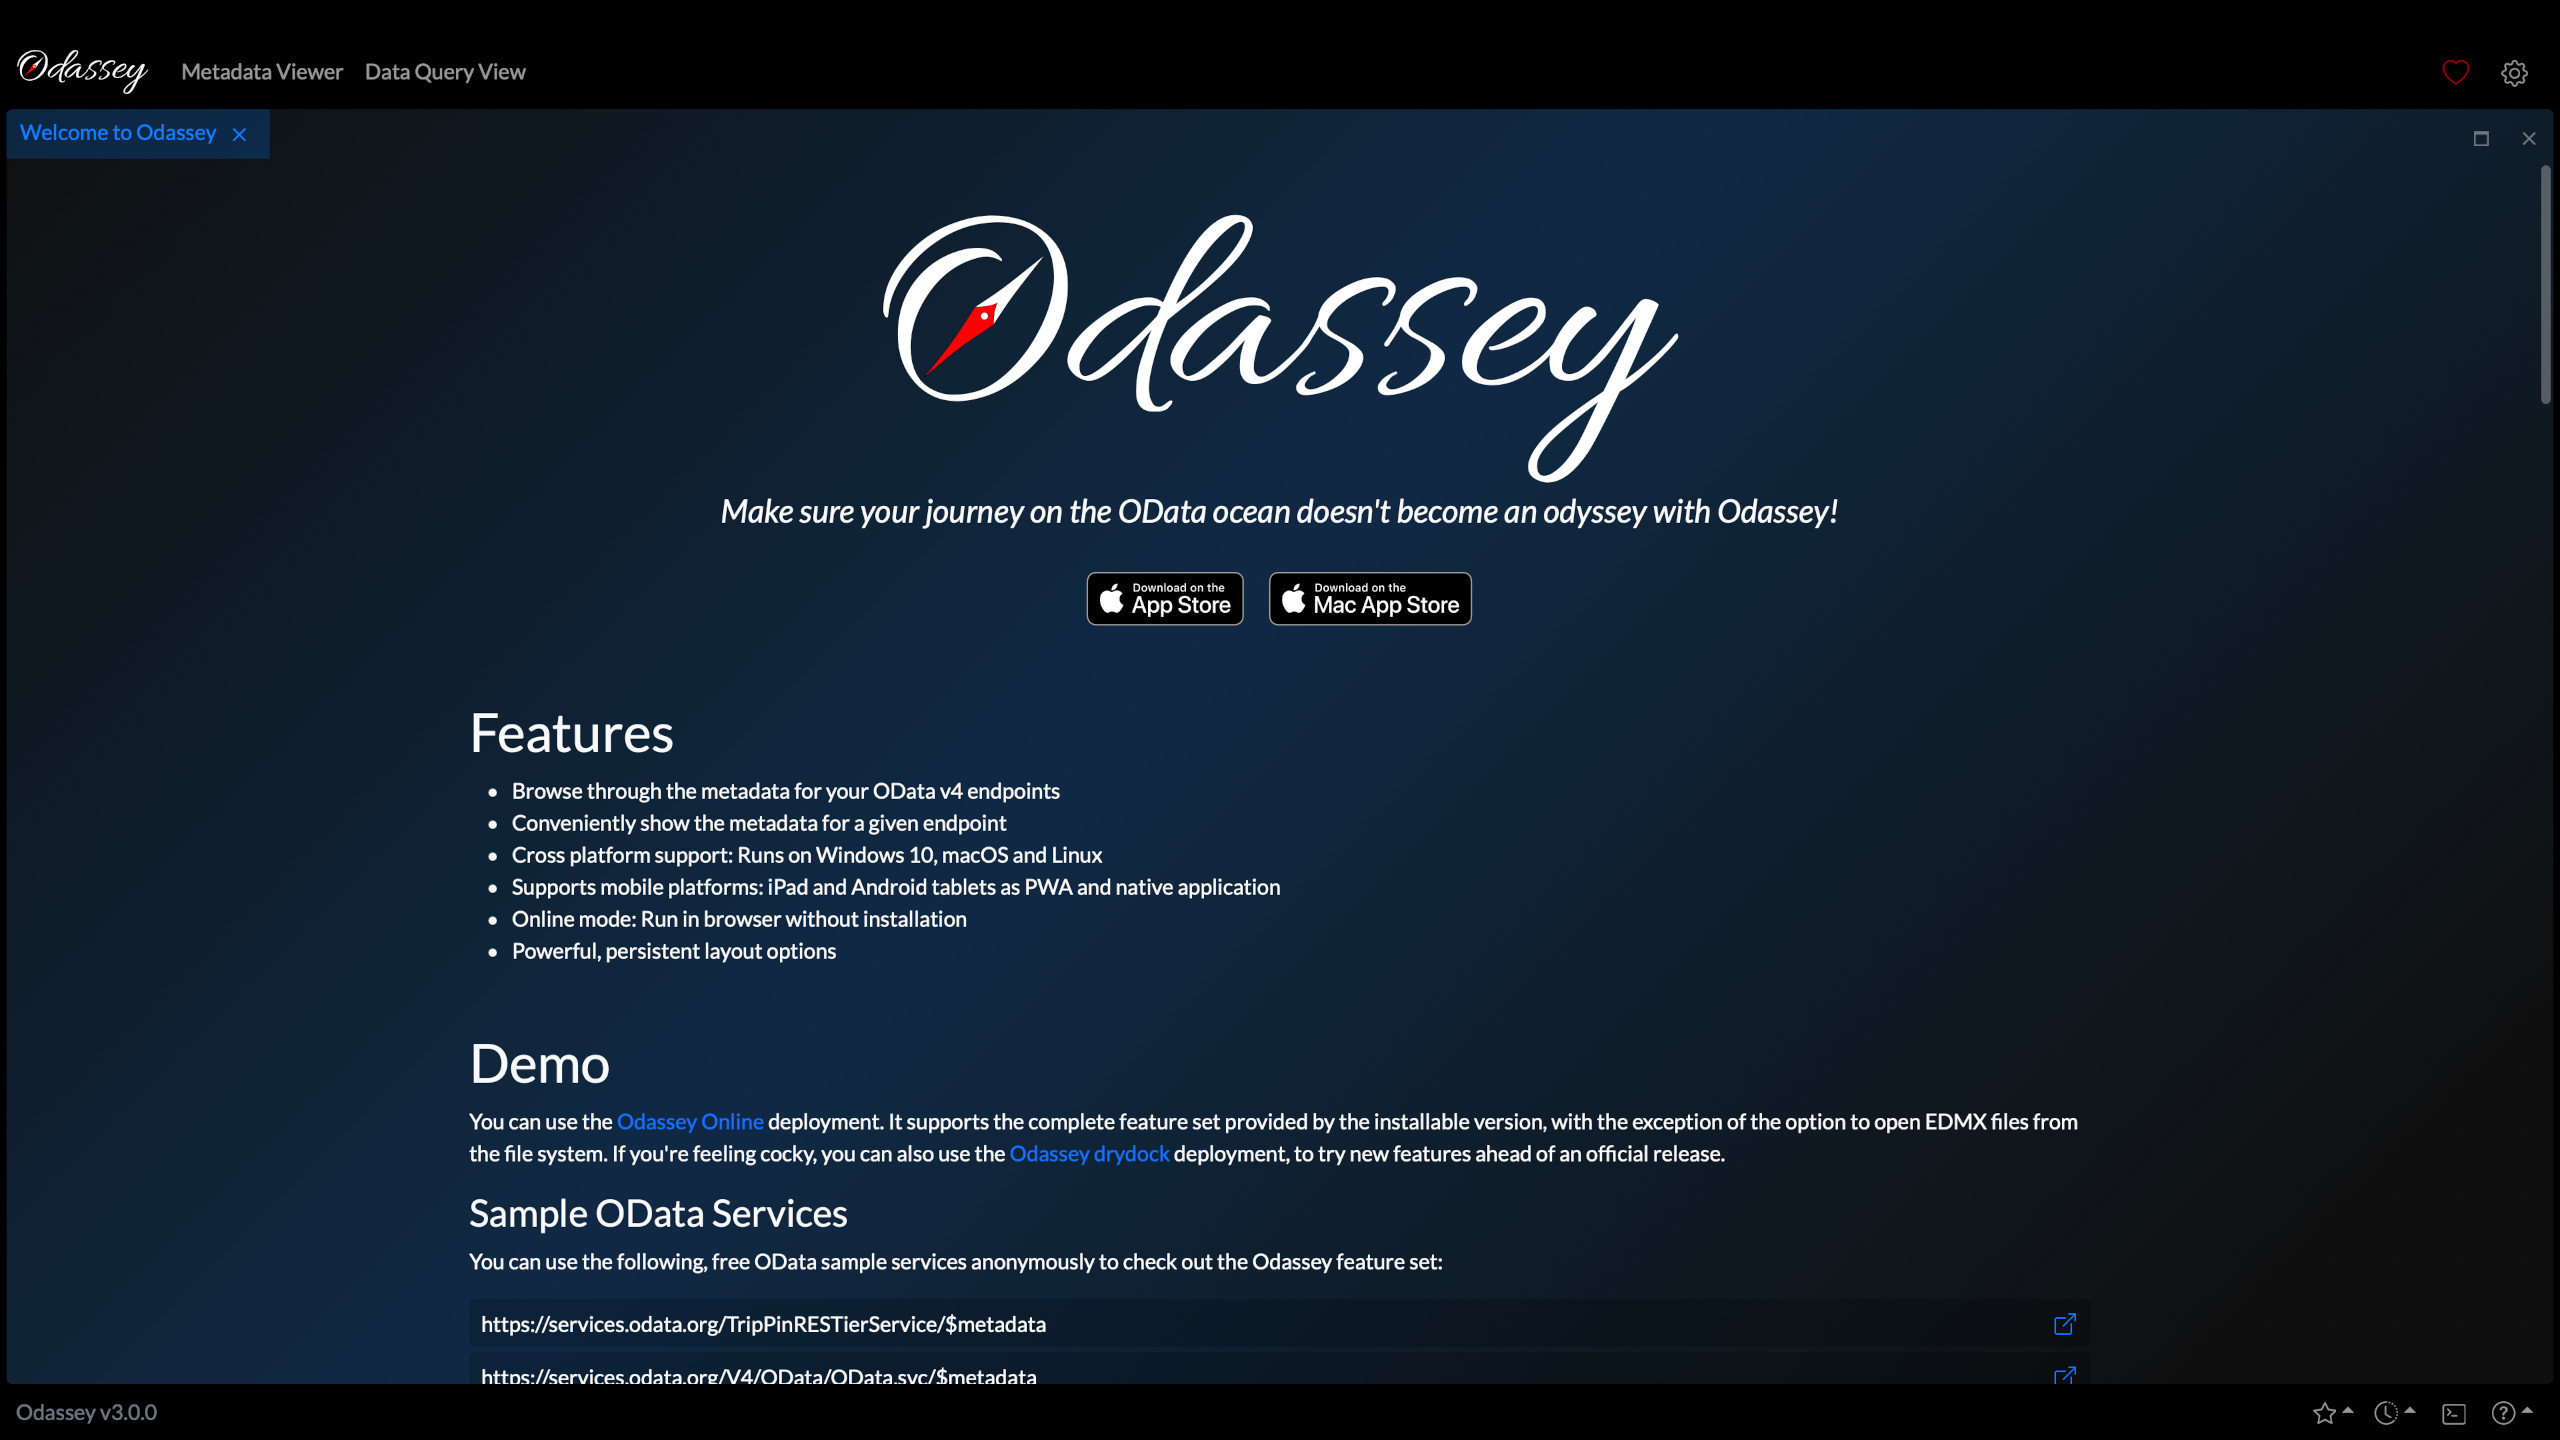 Odassey Metadata Viewer Data Query View
Welcome to Odassey
Odassey
Make sure your journey on the OData ocean doesn't become an odyssey with Odassey!
Download on the App Store
Download on the Mac App Store
Features
• Browse through the metadata for your OData v4 endpoints
• Conveniently show the metadata for a given endpoint
• Cross platform support: Runs on Windows 10, macOS and Linux
• Supports mobile platforms: iPad and Android tablets as PWA and native application
• Online mode: Run in browser without installation
• Powerful, persistent layout options
Demo
You can use the Odassey Online deployment. It supports the complete feature set provided by the installable version, with the exception of the option to open EDMX files from
the file system. If you're feeling cocky, you can also use the Odassey drydock deployment, to try new features ahead of an official release.
Sample OData Services
You can use the following, free OData sample services anonymously to check out the Odassey feature set:
https://services.odata.org/TripPinRESTierService/$metadata
https://services.odata.org/V4/OData/OData.svc/$metadata
Odassey v3.0.0